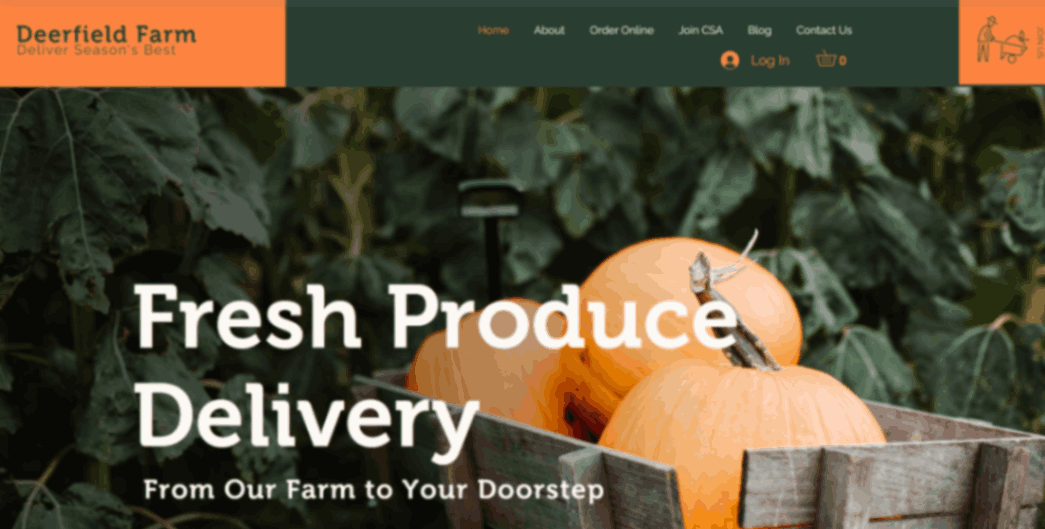 Deerfield Farm
Deliver Season's Best
Home About Order Online Join CSA Blog Contact Us
Log In 0
Fresh Produce
Delivery
From Our Farm to Your Doorstep